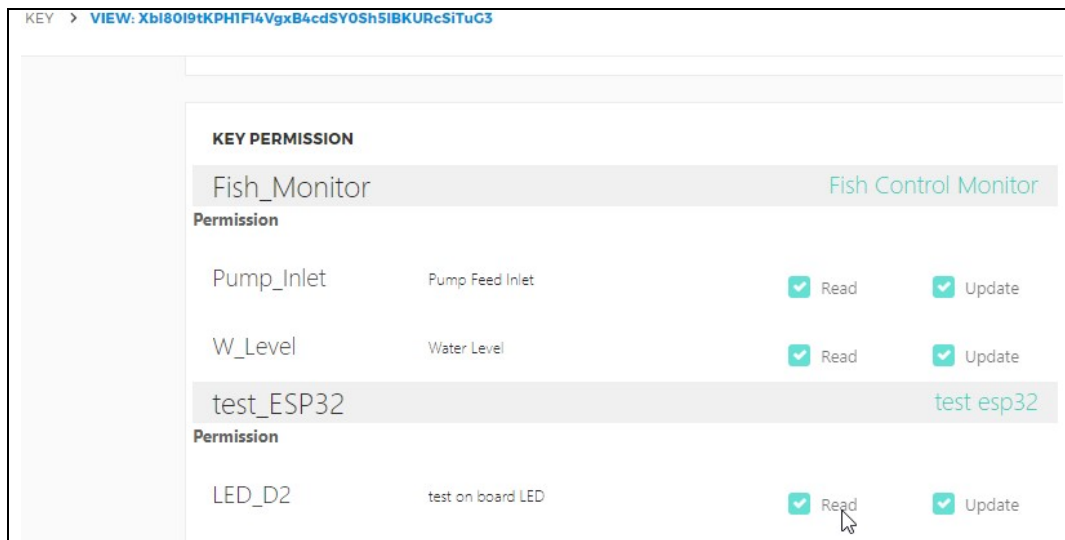 KEY > VIEW: XbI80I9tKPH1F14VgxB4cdSY0Sh5IBKURcSiTuG3
KEY PERMISSION
Fish_Monitor Fish Control Monitor
Permission
Pump_Inlet Pump Feed Inlet Read Update
W_Level Water Level Read Update
test_ESP32 test esp32
Permission
LED_D2 test on board LED Read Update